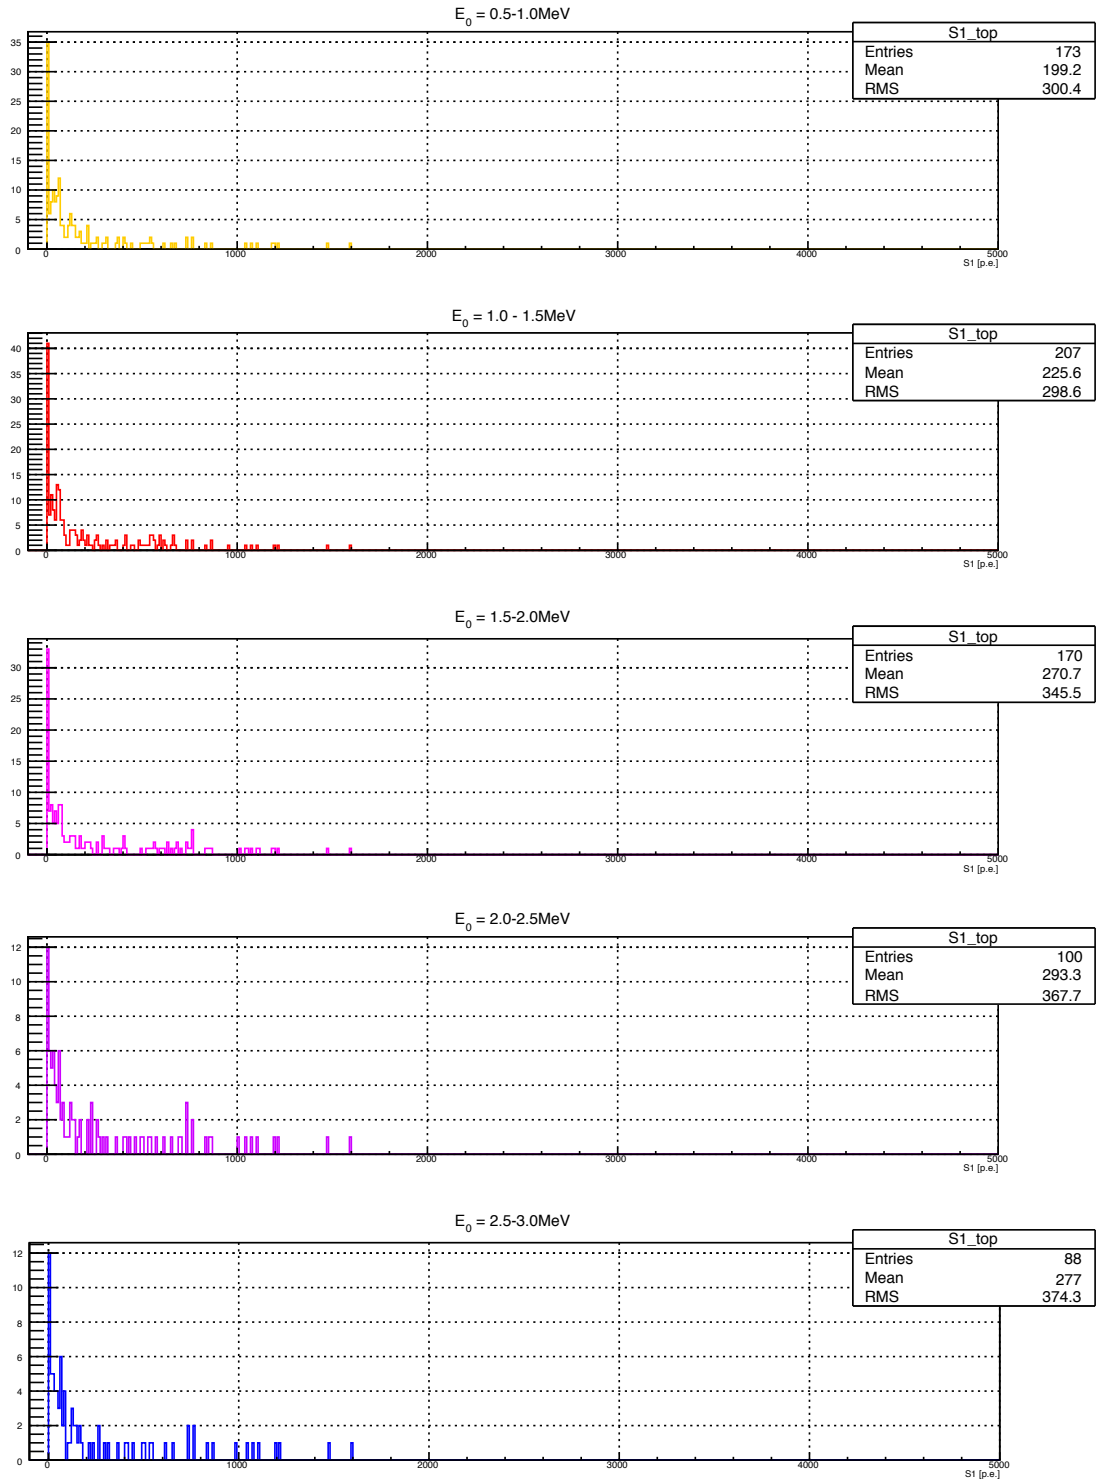 E0 = 0.5-1.0MeV
S1_top
Entries 173
Mean 199.2
RMS 300.4
35
30
25
20
15
10
5
0
0 1000 2000 3000 4000 5000
S1 [p.e.]
E0 = 1.0 - 1.5MeV
S1_top
Entries 207
Mean 225.6
RMS 298.6
40
35
30
25
20
15
10
5
0
0 1000 2000 3000 4000 5000
S1 [p.e.]
E0 = 1.5-2.0MeV
S1_top
Entries 170
Mean 270.7
RMS 345.5
30
25
20
15
10
5
0
0 1000 2000 3000 4000 5000
S1 [p.e.]
E0 = 2.0-2.5MeV
S1_top
Entries 100
Mean 293.3
RMS 367.7
12
10
8
6
4
2
0
0 1000 2000 3000 4000 5000
S1 [p.e.]
E0 = 2.5-3.0MeV
S1_top
Entries 88
Mean 277
RMS 374.3
12
10
8
6
4
2
0
0 1000 2000 3000 4000 5000
S1 [p.e.]